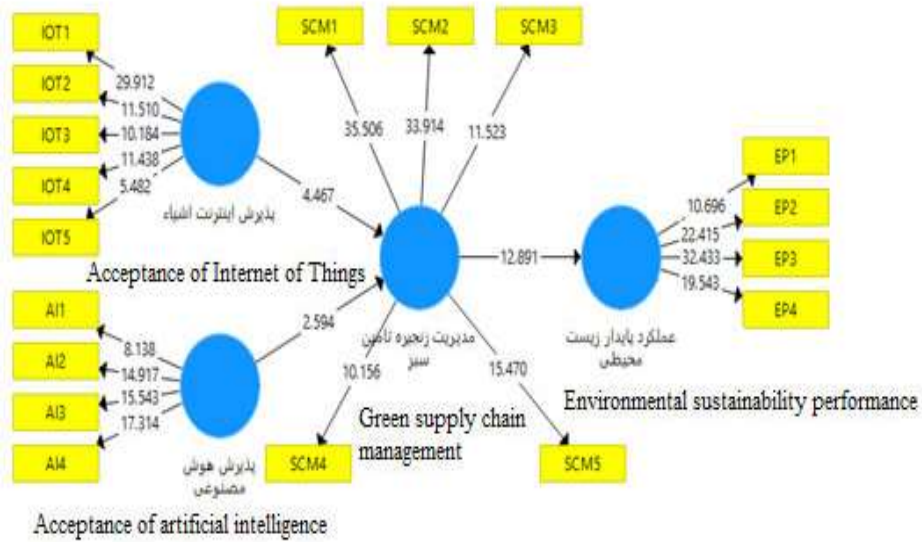 SCM1
SCM2
SCM3
IOT1
IOT2
IOT3
IOT4
IOT5
29.912
11.510
10.184
11.438
5.482
35.506
33.914
11.523
پذیرش اینترنت اشیاء
4.467
Acceptance of Internet of Things
EP1
EP2
EP3
EP4
10.696
22.415
32.433
19.543
12.891
AI1
AI2
AI3
AI4
8.138
14.917
15.543
17.314
2.594
مدیریت زنجیره تامین
سبز
عملکرد پایدار زیست
محیطی
10.156
15.470
Green supply chain
management
Environmental sustainability performance
پذیرش هوش
مصنوعی
SCM4
SCM5
Acceptance of artificial intelligence